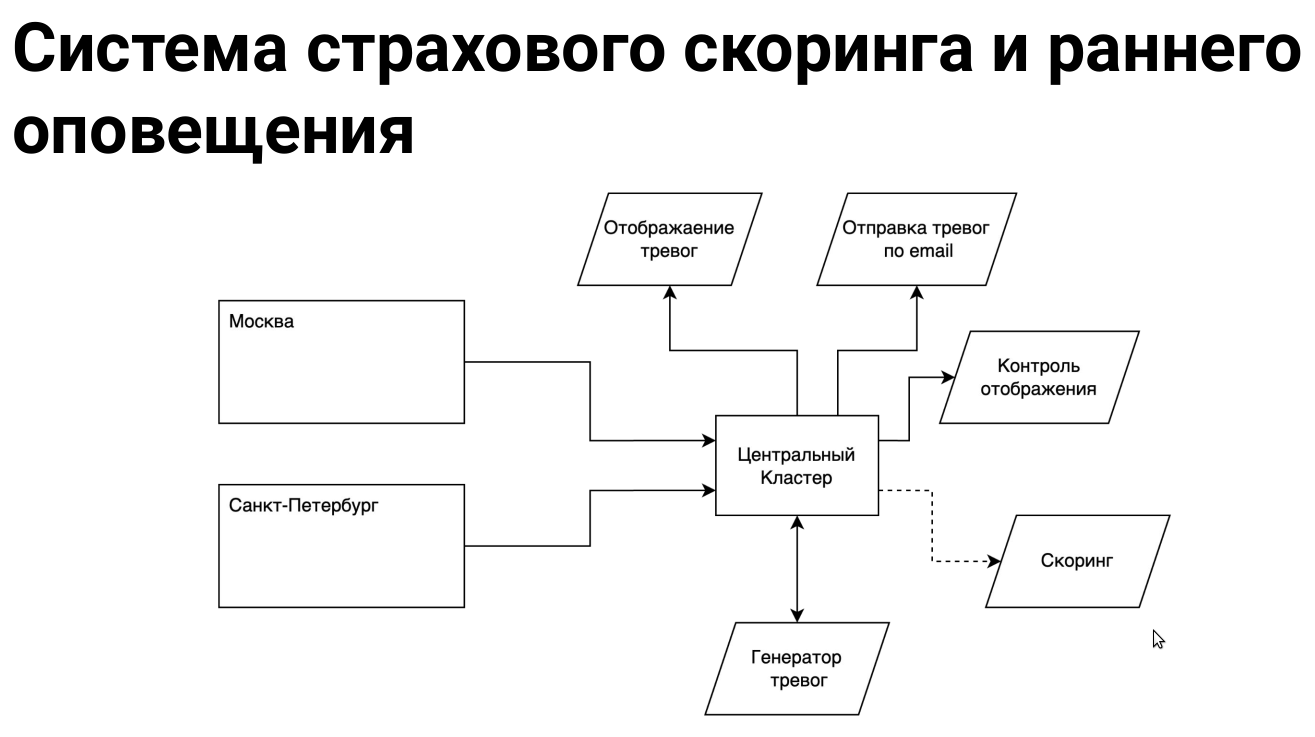 Система страхового скоринга и раннего
оповещения
Отображаение
тревог
Отправка тревог
по email
Москва
Контроль
отображения
Центральный
Кластер
Санкт-Петербург
Скоринг
Генератор
тревог